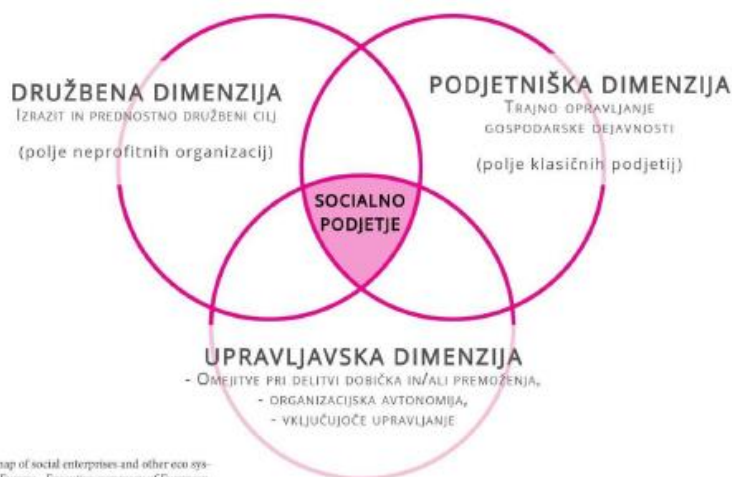 DRUŽBENA DIMENZIJA
IZRAZIT IN PREDNOSTNO DRUŽBENI CILJ
(polje neprofitnih organizacij)
PODJETNIŠKA DIMENZIJA
TRAJNO OPRAVLJANJE
GOSPODARSKE DEJAVNOSTI
(polje klasičnih podjetij)
SOCIALNO
PODJETJE
UPRAVLJAVSKA DIMENZIJA
- OMEJITVE PRI DELITVI DOBIČKA IN/ALI PREMOŽENJA,
- ORGANIZACIJSKA AVTONOMIJA,
- VKLJUČUJOČE UPRAVLJANJE
map of social enterprises and other eco sys-